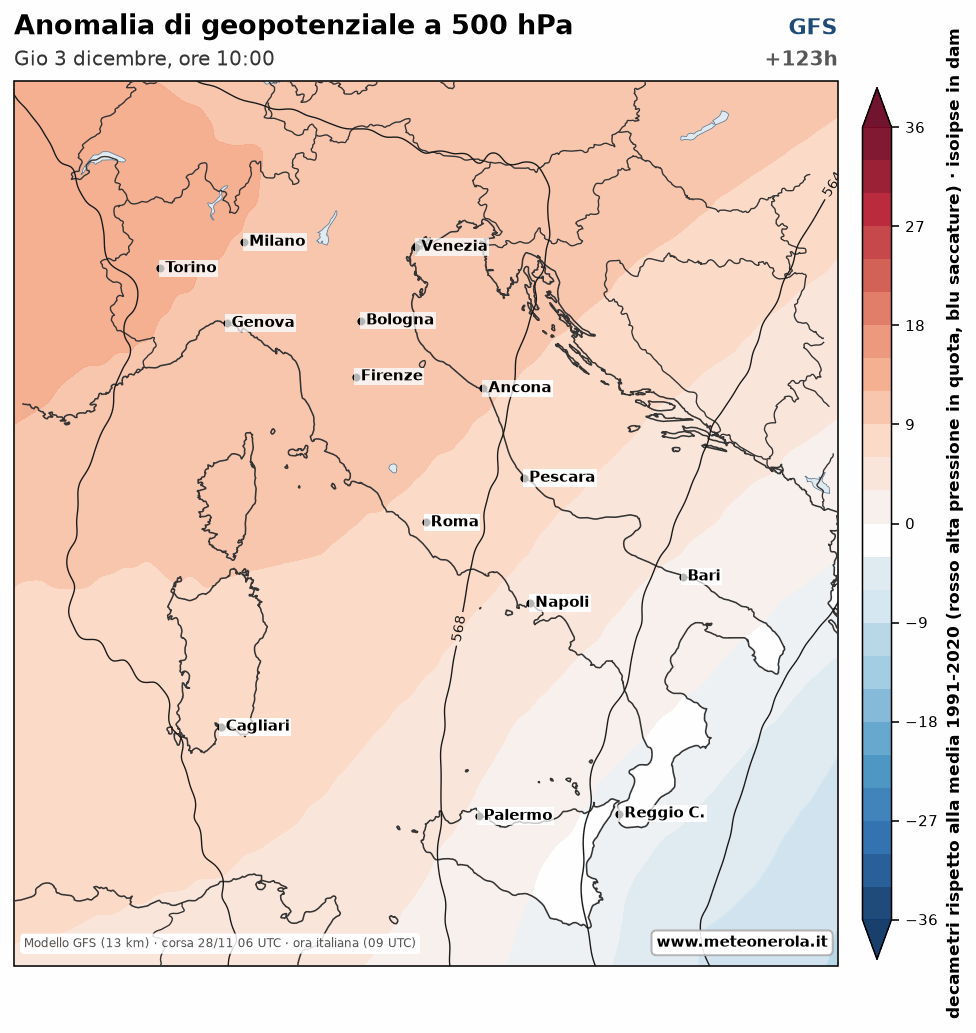 Anomalia di geopotenziale a 500 hPa
GFS
Gio 3 dicembre, ore 10:00
+123h
564
Milano
Venezia
Torino
Genova
Bologna
Firenze
Ancona
Pescara
Roma
Bari
Napoli
568
Cagliari
Palermo
Reggio C.
Modello GFS (13 km) · corsa 28/11 06 UTC · ora italiana (09 UTC)
www.meteonerola.it
36
27
18
9
0
−9
−18
−27
−36
decametri rispetto alla media 1991-2020 (rosso alta pressione in quota, blu saccature) · isoipse in dam